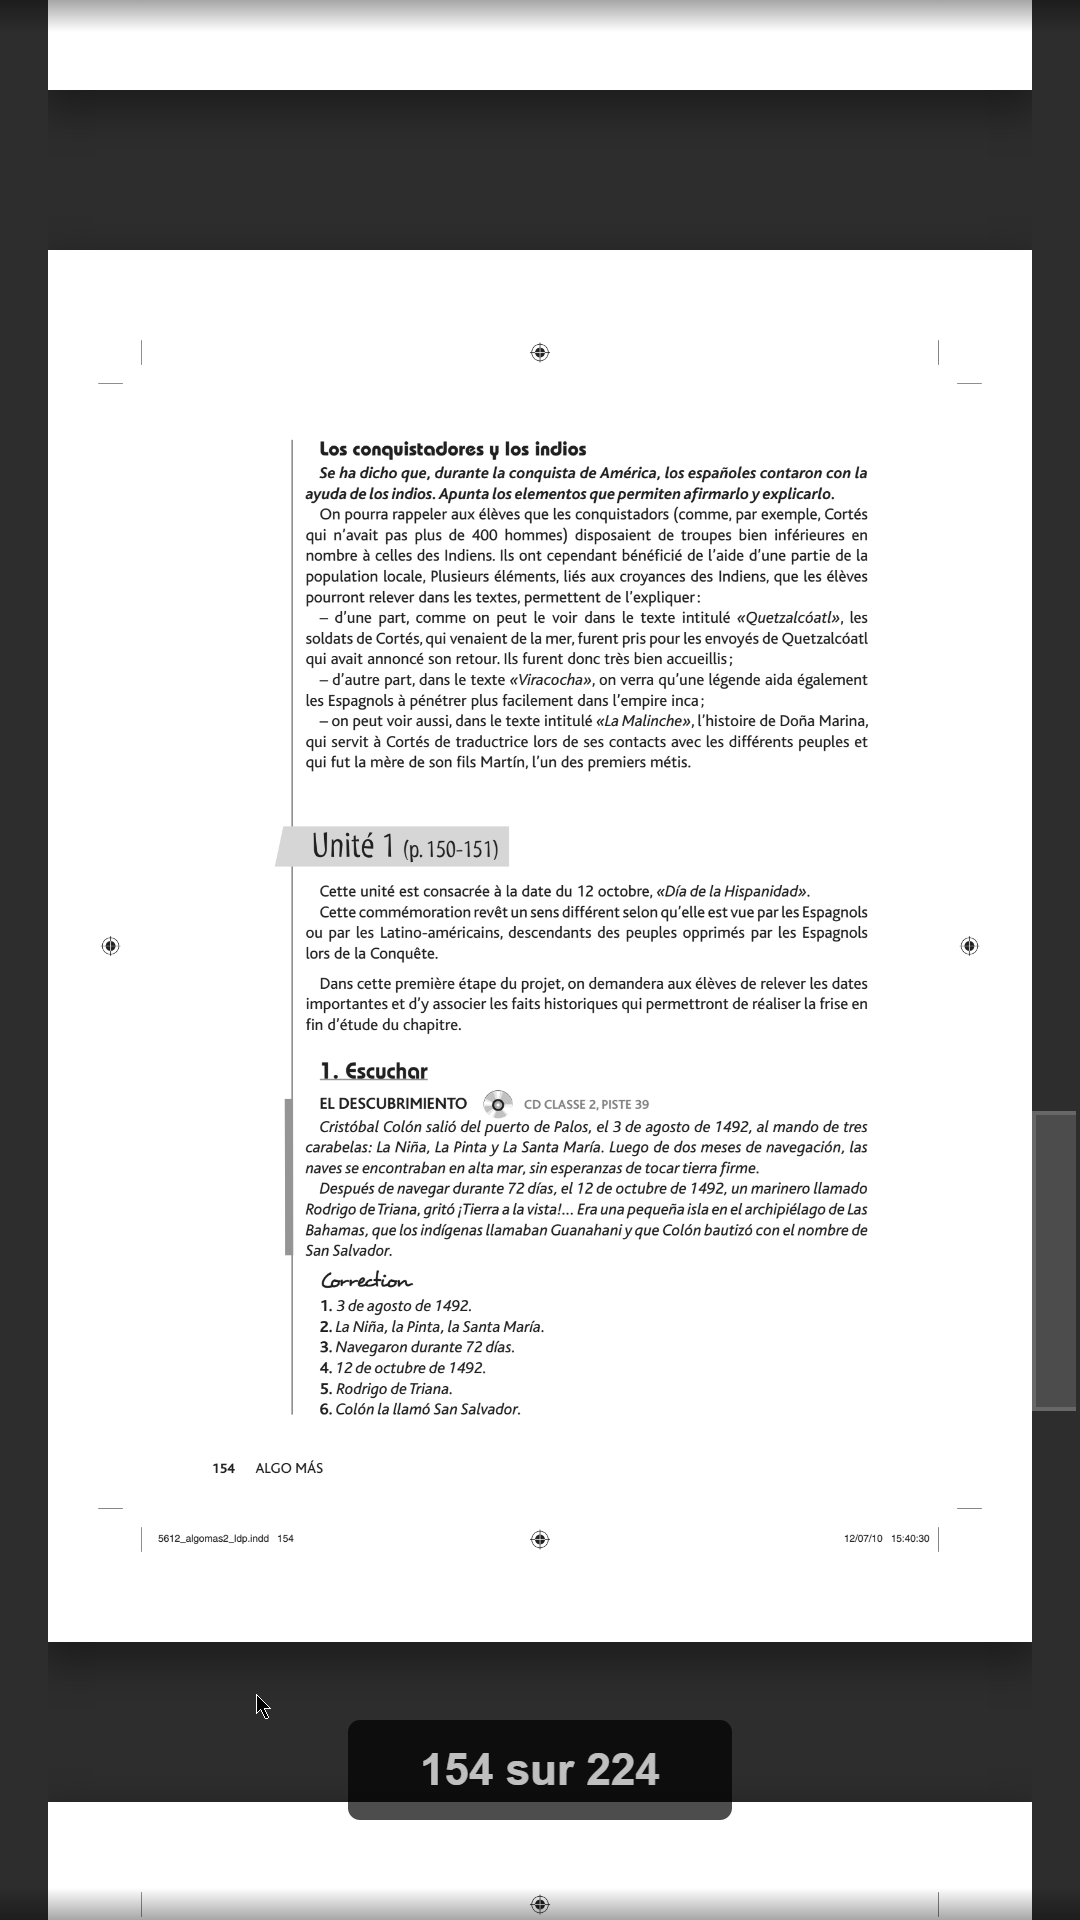 Los conquistadores y los indios
Se ha dicho que, durante la conquista de América, los españoles contaron con la
ayuda de los indios. Apunta los elementos que permiten afirmarlo y explicarlo.
On pourra rappeler aux élèves que les conquistadors (comme, par exemple, Cortés
qui n’avait pas plus de 400 hommes) disposaient de troupes bien inférieures en
nombre à celles des Indiens. Ils ont cependant bénéficié de l’aide d’une partie de la
population locale, Plusieurs éléments, liés aux croyances des Indiens, que les élèves
pourront relever dans les textes, permettent de l’expliquer :
– d’une part, comme on peut le voir dans le texte intitulé «Quetzalcóatl», les
soldats de Cortés, qui venaient de la mer, furent pris pour les envoyés de Quetzalcóatl
qui avait annoncé son retour. Ils furent donc très bien accueillis ;
– d’autre part, dans le texte «Viracocha», on verra qu’une légende aida également
les Espagnols à pénétrer plus facilement dans l’empire inca ;
– on peut voir aussi, dans le texte intitulé «La Malinche», l’histoire de Doña Marina,
qui servit à Cortés de traductrice lors de ses contacts avec les différents peuples et
qui fut la mère de son fils Martín, l’un des premiers métis.
Unité 1 (p. 150-151)
Cette unité est consacrée à la date du 12 octobre, «Día de la Hispanidad».
Cette commémoration revêt un sens différent selon qu’elle est vue par les Espagnols
ou par les Latino-américains, descendants des peuples opprimés par les Espagnols
lors de la Conquête.
Dans cette première étape du projet, on demandera aux élèves de relever les dates
importantes et d’y associer les faits historiques qui permettront de réaliser la frise en
fin d’étude du chapitre.
1. Escuchar
EL DESCUBRIMIENTO CD CLASSE 2, PISTE 39
Cristóbal Colón salió del puerto de Palos, el 3 de agosto de 1492, al mando de tres
carabelas: La Niña, La Pinta y La Santa María. Luego de dos meses de navegación, las
naves se encontraban en alta mar, sin esperanzas de tocar tierra firme.
Después de navegar durante 72 días, el 12 de octubre de 1492, un marinero llamado
Rodrigo de Triana, gritó ¡Tierra a la vista!... Era una pequeña isla en el archipiélago de Las
Bahamas, que los indígenas llamaban Guanahani y que Colón bautizó con el nombre de
San Salvador.
Correction
1. 3 de agosto de 1492.
2. La Niña, la Pinta, la Santa María.
3. Navegaron durante 72 días.
4. 12 de octubre de 1492.
5. Rodrigo de Triana.
6. Colón la llamó San Salvador.
154 ALGO MÁS
5612_algomas2_ldp.indd 154 12/07/10 15:40:30
154 sur 224